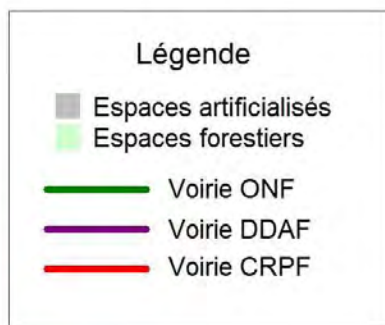 Légende
Espaces artificialisés
Espaces forestiers
Voirie ONF
Voirie DDAF
Voirie CRPF